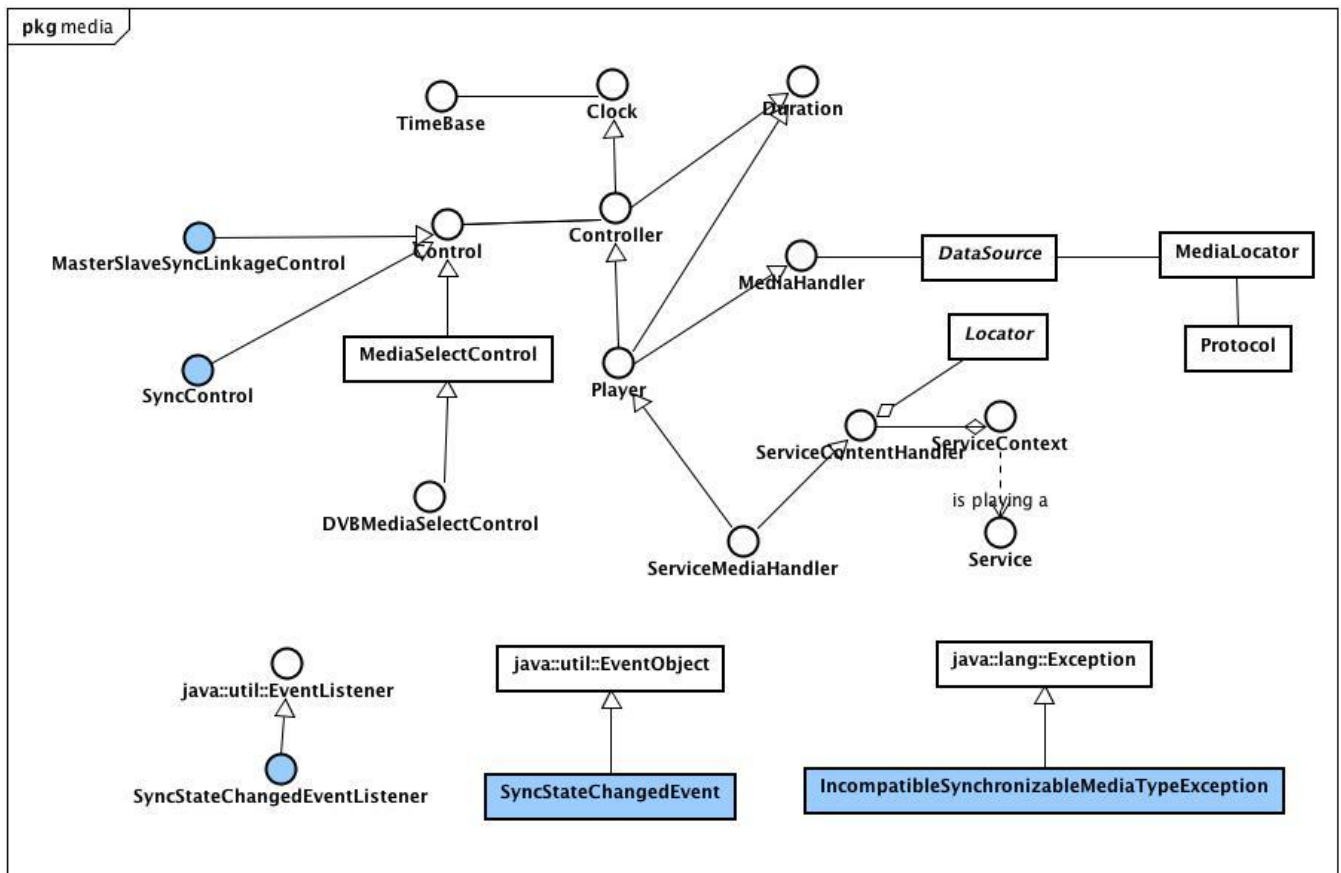 pkg media
Clock
Duration
TimeBase
Controller
Control
MasterSlaveSyncLinkageControl
DataSource
MediaLocator
MediaHandler
Locator
Protocol
MediaSelectControl
SyncControl
Player
ServiceContext
ServiceContentHandler
is playing a
DVBMediaSelectControl
Service
ServiceMediaHandler
java::util::EventObject
java::lang::Exception
java::util::EventListener
SyncStateChangedEventListener
SyncStateChangedEvent
IncompatibleSynchronizableMediaTypeException